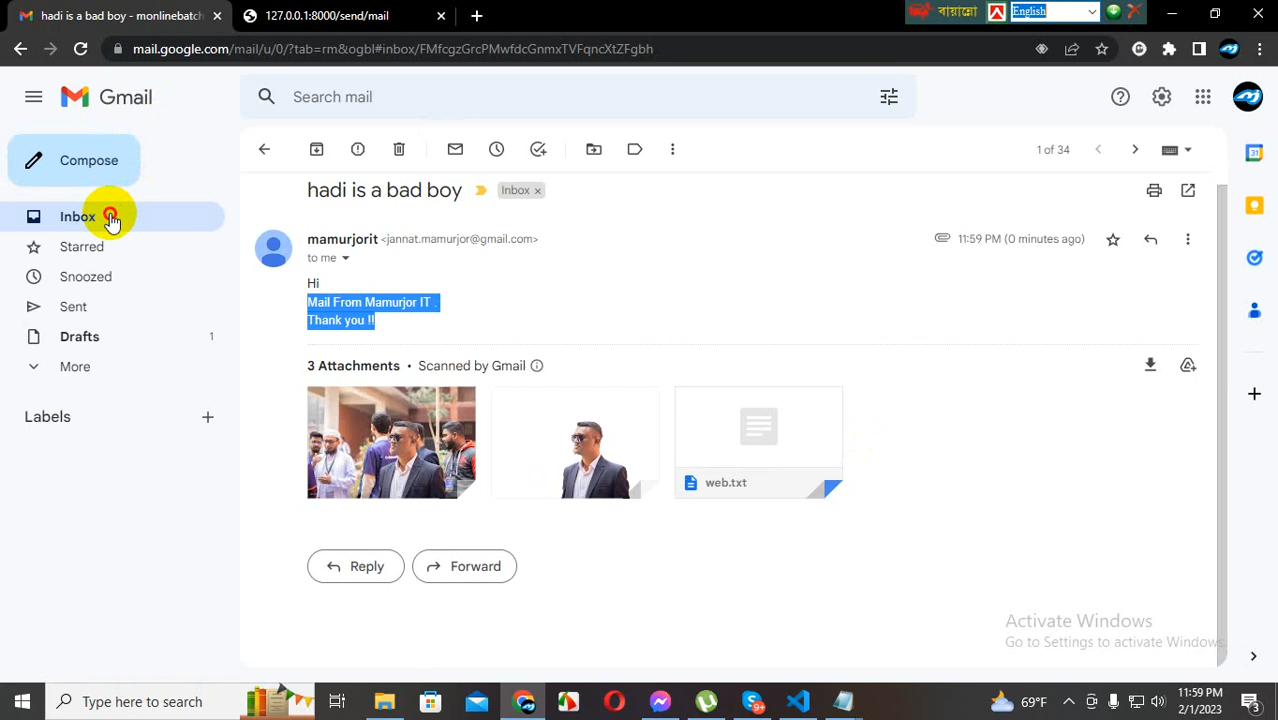 hadi is a bad boy - monlinebatch
127.0.0.1:8000/send/mail
বায়ান্নো
English
mail.google.com/mail/u/0/?tab=rm&ogbl#inbox/FMfcgzGrcPMwfdcGnmxTVFqncXtZFgbh
Gmail
Search mail
Compose
1 of 34
hadi is a bad boy
Inbox
Inbox
mamurjorit <jannat.mamurjor@gmail.com>
11:59 PM (0 minutes ago)
Starred
to me
Snoozed
Hi
Mail From Mamurjor IT .
Sent
Thank you !!
Drafts
1
3 Attachments • Scanned by Gmail
More
Labels
web.txt
Reply
Forward
Activate Windows
Go to Settings to activate Windows.
Type here to search
9+
69°F
11:59 PM
2/1/2023
3